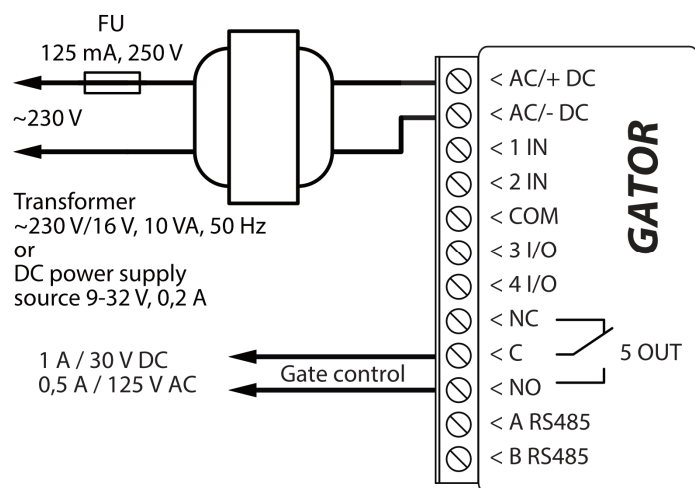 FU
125 mA, 250 V
~230 V
Transformer
~230 V/16 V, 10 VA, 50 Hz
or
DC power supply
source 9-32 V, 0,2 A
1 A / 30 V DC
0,5 A / 125 V AC
Gate control
< AC/+ DC
< AC/- DC
< 1 IN
< 2 IN
< COM
< 3 I/O
< 4 I/O
< NC
< C
< NO
< A RS485
< B RS485
5 OUT
GATOR